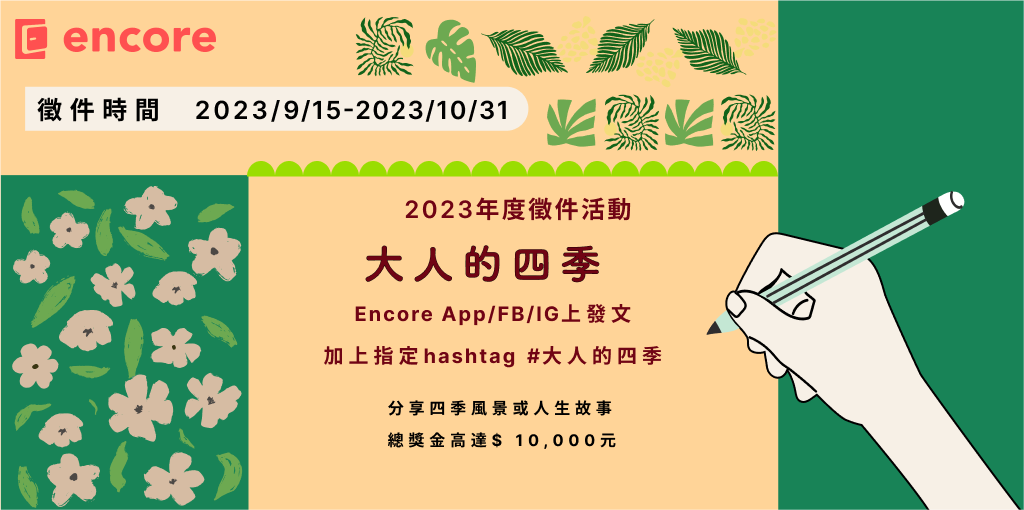 encore
徵件時間 2023/9/15-2023/10/31
2023年度徵件活動
大人的四季
Encore App/FB/IG上發文
加上指定hashtag #大人的四季
分享四季風景或人生故事
總獎金高達$ 10,000元